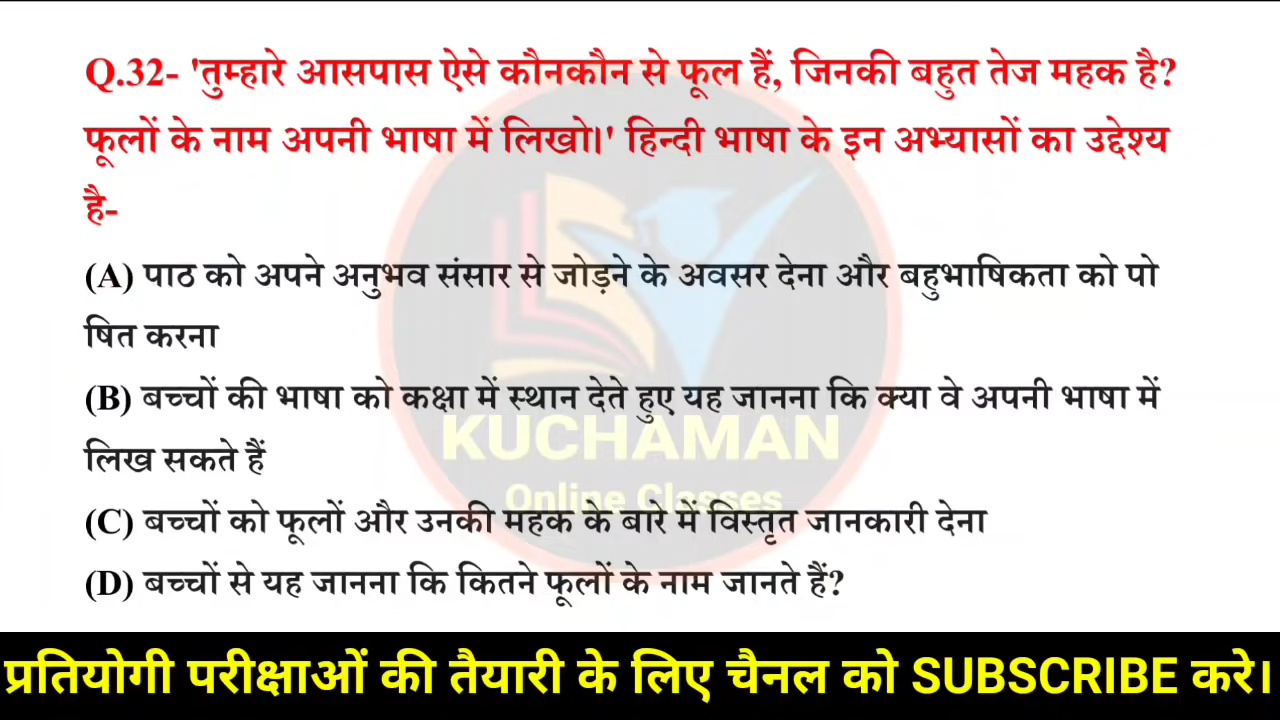 Q.32- 'तुम्हारे आसपास ऐसे कौनकौन से फूल हैं, जिनकी बहुत तेज महक है?
फूलों के नाम अपनी भाषा में लिखो।' हिन्दी भाषा के इन अभ्यासों का उद्देश्य
है-
(A) पाठ को अपने अनुभव संसार से जोड़ने के अवसर देना और बहुभाषिकता को पो
षित करना
(B) बच्चों की भाषा को कक्षा में स्थान देते हुए यह जानना कि क्या वे अपनी भाषा में
लिख सकते हैं
(C) बच्चों को फूलों और उनकी महक के बारे में विस्तृत जानकारी देना
(D) बच्चों से यह जानना कि कितने फूलों के नाम जानते हैं?
KUCHAMAN
Online Classes
प्रतियोगी परीक्षाओं की तैयारी के लिए चैनल को SUBSCRIBE करे।